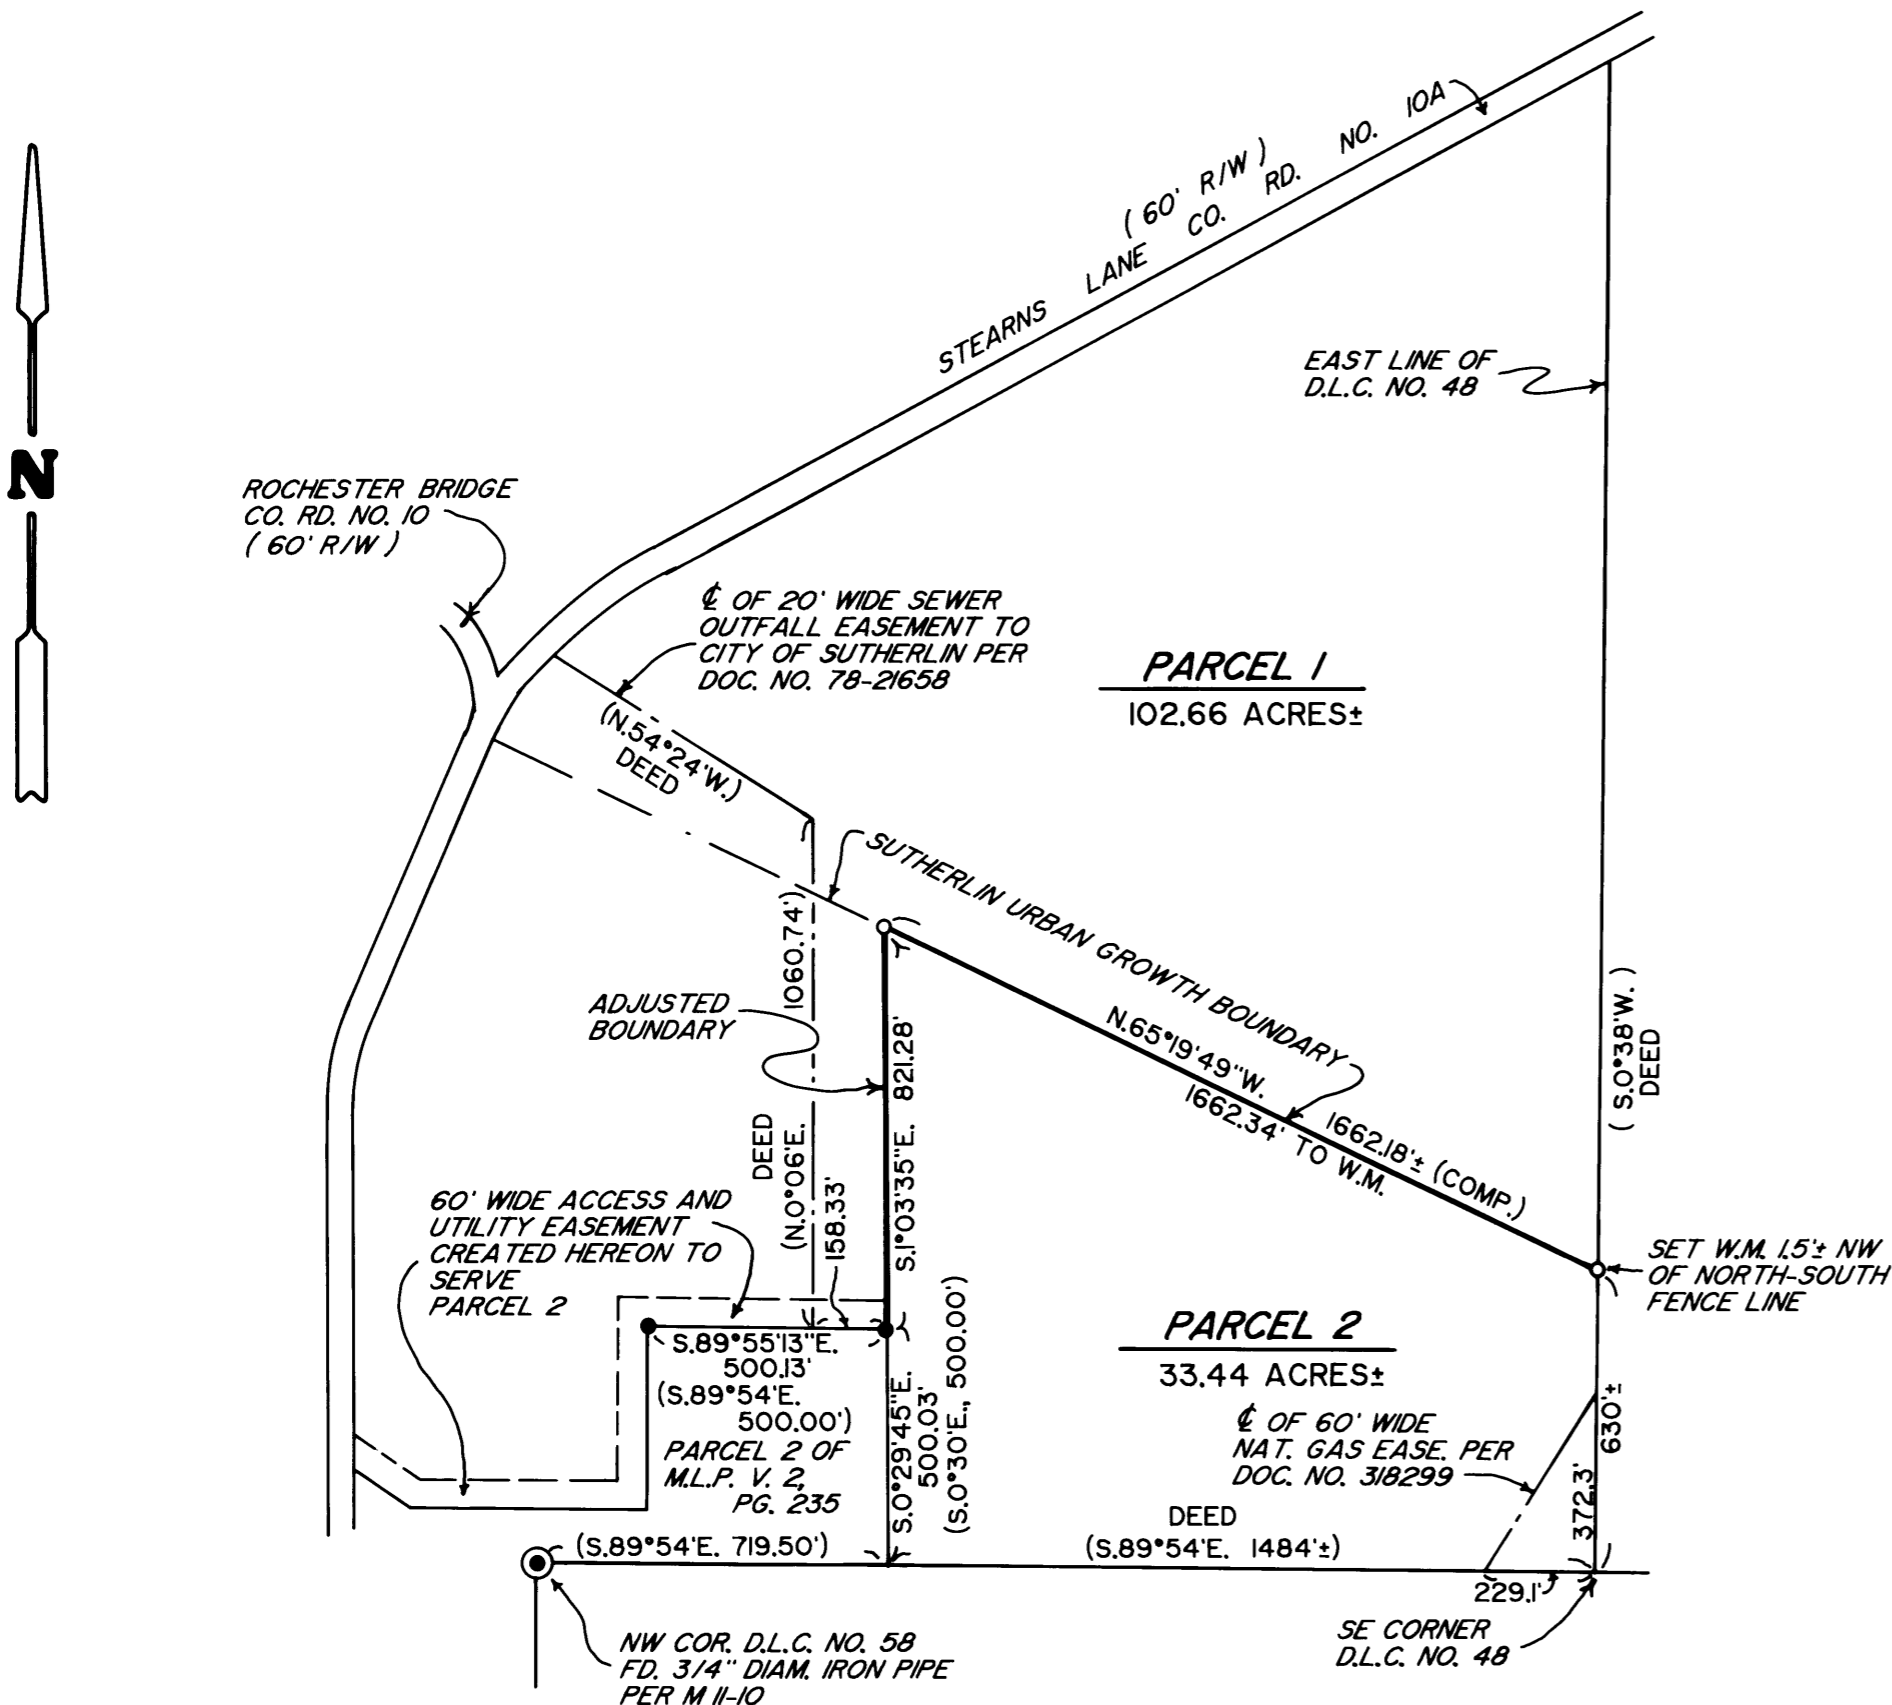 ( 60' R/W )
STEARNS LANE CO. RD. NO. 10A
EAST LINE OF
D.L.C. NO. 48
N
ROCHESTER BRIDGE
CO. RD. NO. 10
( 60' R/W )
℄ OF 20' WIDE SEWER
OUTFALL EASEMENT TO
CITY OF SUTHERLIN PER
DOC. NO. 78-21658
PARCEL 1
102.66 ACRES±
(N.54°24'W.)
DEED
SUTHERLIN URBAN GROWTH BOUNDARY
1060.74')
(N.0°06'E.
DEED
ADJUSTED
BOUNDARY
S.1°03'35"E. 821.28'
N.65°19'49"W.
1662.34' TO W.M.
1662.18'± (COMP.)
( S.0°38'W. )
DEED
60' WIDE ACCESS AND
UTILITY EASEMENT
CREATED HEREON TO
SERVE
PARCEL 2
158.33'
SET W.M. 1.5'± NW
OF NORTH-SOUTH
FENCE LINE
S.89°55'13"E.
500.13'
(S.89°54'E.
500.00')
PARCEL 2 OF
M.L.P. V. 2,
PG. 235
S.0°29'45"E.
500.03'
(S.0°30'E., 500.00')
PARCEL 2
33.44 ACRES±
℄ OF 60' WIDE
NAT. GAS EASE. PER
DOC. NO. 318299
630'±
372.3'
DEED
(S.89°54'E. 719.50')
(S.89°54'E. 1484'±)
229.1'
SE CORNER
D.L.C. NO. 48
NW COR. D.L.C. NO. 58
FD. 3/4" DIAM. IRON PIPE
PER M 11-10